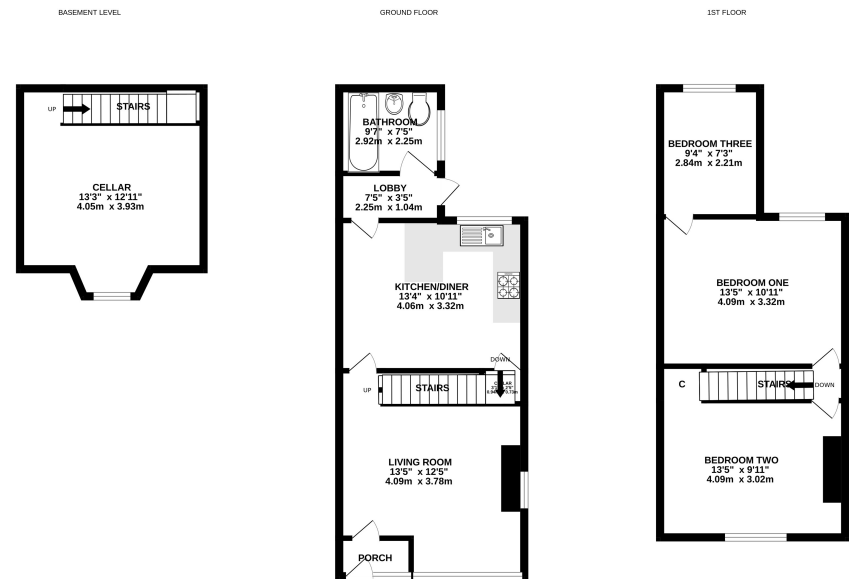 BASEMENT LEVEL
UP
STAIRS
CELLAR
13'3" x 12'11"
4.05m x 3.93m
GROUND FLOOR
BATHROOM
9'7" x 7'5"
2.92m x 2.25m
LOBBY
7'5" x 3'5"
2.25m x 1.04m
KITCHEN/DINER
13'4" x 10'11"
4.06m x 3.32m
DOWN
UP
STAIRS
LIVING ROOM
13'5" x 12'5"
4.09m x 3.78m
PORCH
1ST FLOOR
BEDROOM THREE
9'4" x 7'3"
2.84m x 2.21m
BEDROOM ONE
13'5" x 10'11"
4.09m x 3.32m
C
STAIRS
DOWN
BEDROOM TWO
13'5" x 9'11"
4.09m x 3.02m